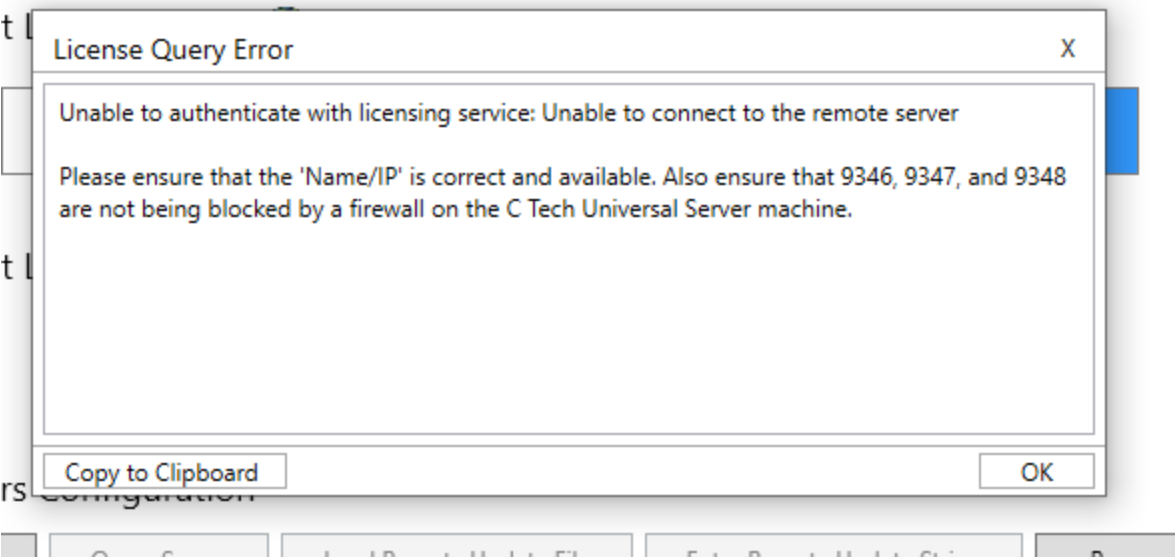 t L
License Query Error
X
Unable to authenticate with licensing service: Unable to connect to the remote server
Please ensure that the 'Name/IP' is correct and available. Also ensure that 9346, 9347, and 9348
are not being blocked by a firewall on the C Tech Universal Server machine.
t L
Copy to Clipboard
OK
rs Configuration